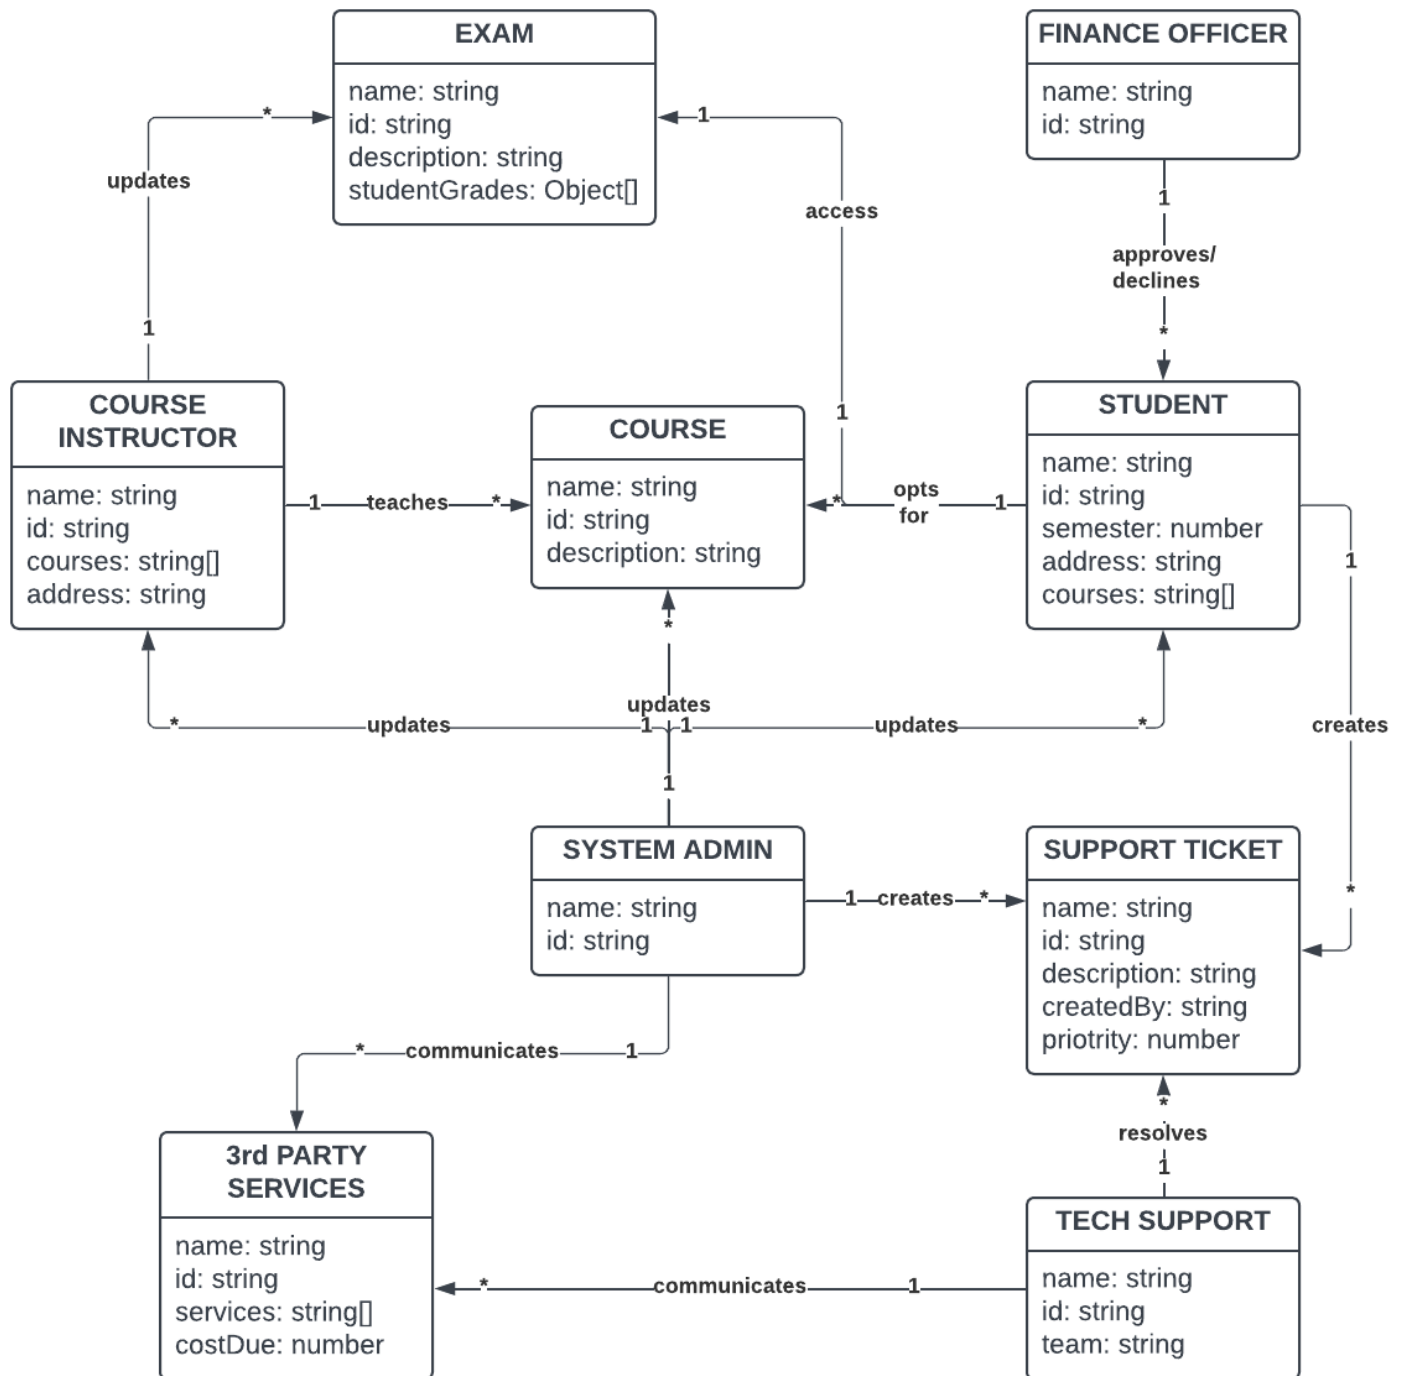 EXAM
name: string
id: string
description: string
studentGrades: Object[]
FINANCE OFFICER
name: string
id: string
*
updates
1
1
access
1
1
approves/
declines
*
COURSE
INSTRUCTOR
name: string
id: string
courses: string[]
address: string
1
teaches
*
COURSE
name: string
id: string
description: string
*
opts
for
1
STUDENT
name: string
id: string
semester: number
address: string
courses: string[]
1
creates
*
*
updates
*
updates
1
1
updates
*
1
SYSTEM ADMIN
name: string
id: string
1
creates
*
SUPPORT TICKET
name: string
id: string
description: string
createdBy: string
priotrity: number
*
communicates
1
*
resolves
1
3rd PARTY
SERVICES
name: string
id: string
services: string[]
costDue: number
*
communicates
1
TECH SUPPORT
name: string
id: string
team: string